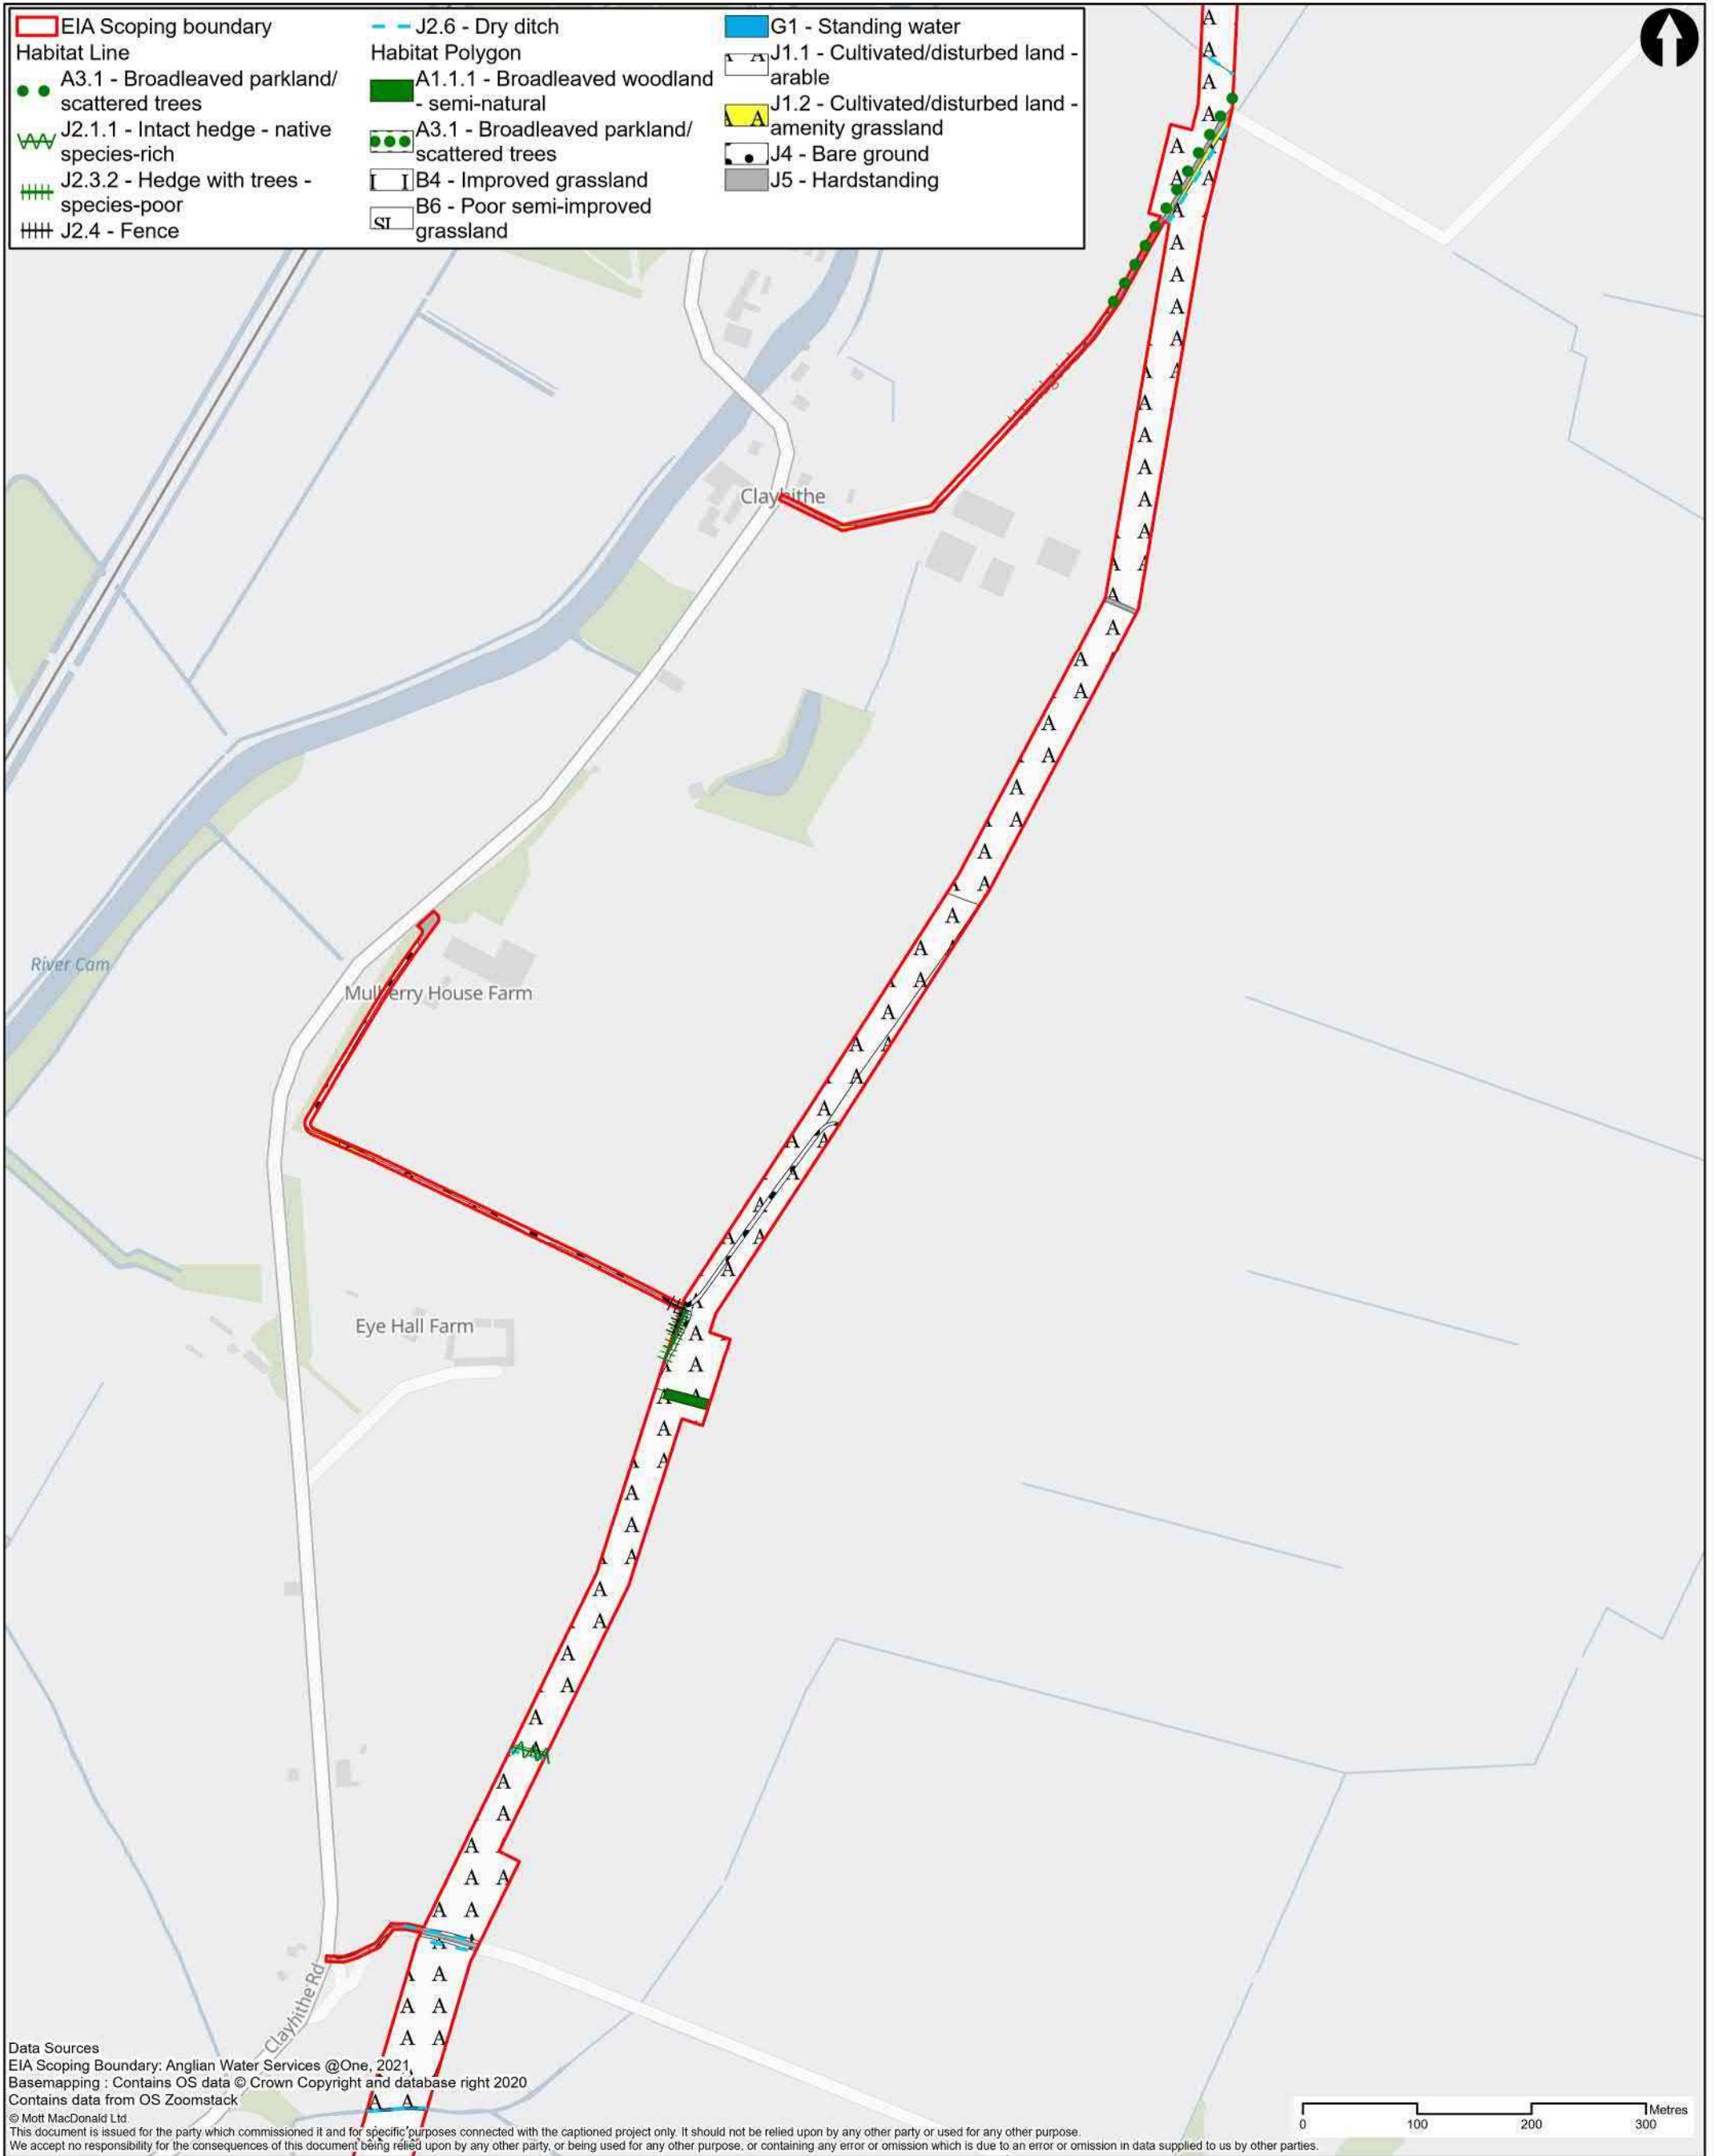 EIA Scoping boundary
Habitat Line
A3.1 - Broadleaved parkland/
scattered trees
J2.1.1 - Intact hedge - native
species-rich
J2.3.2 - Hedge with trees -
species-poor
J2.4 - Fence
J2.6 - Dry ditch
Habitat Polygon
A1.1.1 - Broadleaved woodland
- semi-natural
A3.1 - Broadleaved parkland/
scattered trees
I I B4 - Improved grassland
SI B6 - Poor semi-improved
grassland
G1 - Standing water
A A J1.1 - Cultivated/disturbed land -
arable
A A J1.2 - Cultivated/disturbed land -
amenity grassland
J4 - Bare ground
J5 - Hardstanding
Clayhithe
River Cam
Mulberry House Farm
Eye Hall Farm
Clayhithe Rd
Data Sources
EIA Scoping Boundary: Anglian Water Services @One, 2021
Basemapping : Contains OS data © Crown Copyright and database right 2020
Contains data from OS Zoomstack
© Mott MacDonald Ltd
This document is issued for the party which commissioned it and for specific purposes connected with the captioned project only. It should not be relied upon by any other party or used for any other purpose.
We accept no responsibility for the consequences of this document being relied upon by any other party, or being used for any other purpose, or containing any error or omission which is due to an error or omission in data supplied to us by other parties.
Metres
0 100 200 300